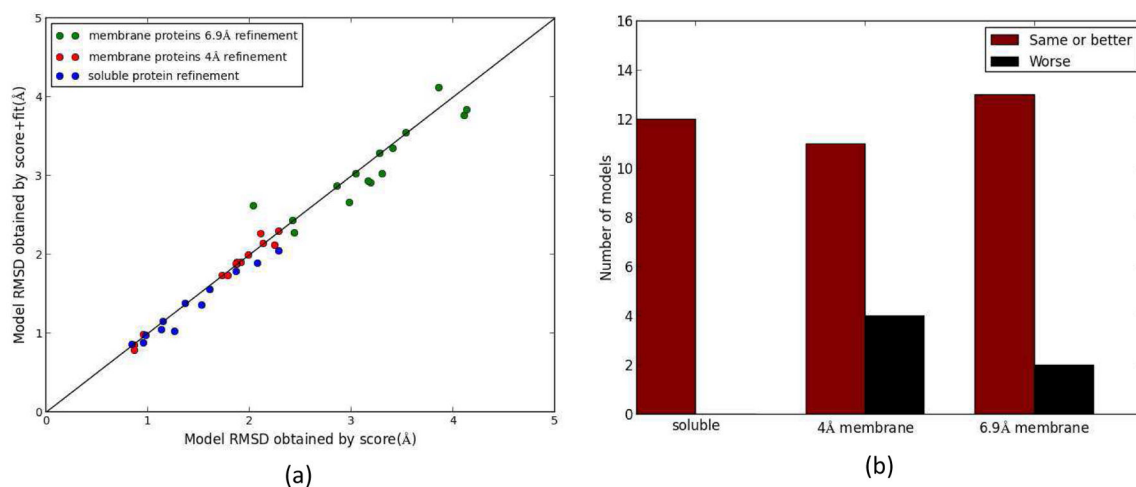 5
4
3
2
1
0
0
1
2
3
4
5
Model RMSD obtained by score+fit(Å)
Model RMSD obtained by score(Å)
membrane proteins 6.9Å refinement
membrane proteins 4Å refinement
soluble protein refinement
(a)
16
14
12
10
8
6
4
2
0
Number of models
Same or better
Worse
soluble
4Å membrane
6.9Å membrane
(b)